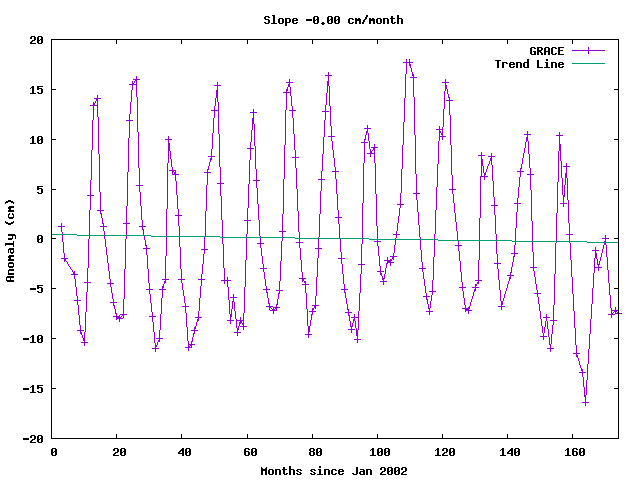 Slope -0.00 cm/month
GRACE
Trend Line
20
15
10
5
0
-5
-10
-15
-20
Anomaly (cm)
0 20 40 60 80 100 120 140 160
Months since Jan 2002